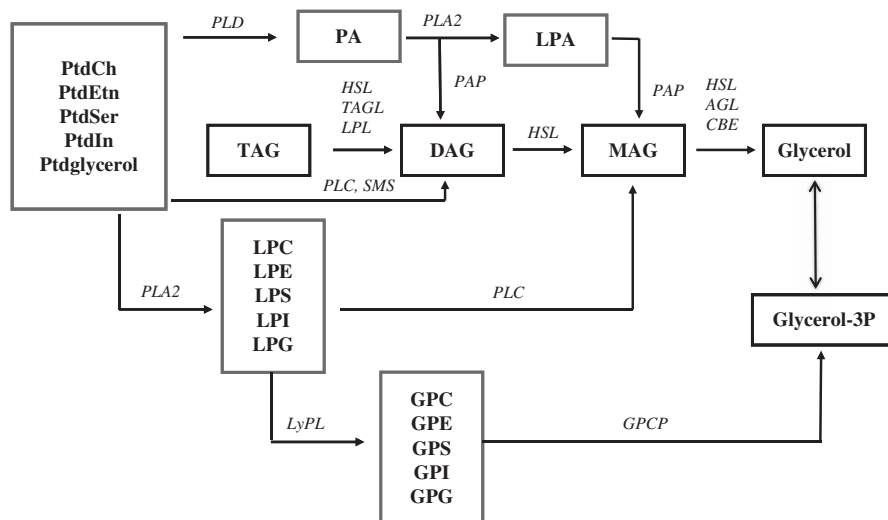 PLD
PA
PLA2
LPA
PtdCh
PtdEtn
PtdSer
PtdIn
Ptdglycerol
HSL
TAGL
LPL
PAP
PAP
HSL
AGL
CBE
TAG
DAG
HSL
MAG
Glycerol
PLC, SMS
LPC
LPE
LPS
LPI
LPG
PLA2
PLC
Glycerol-3P
GPC
GPE
GPS
GPI
GPG
LyPL
GPCP